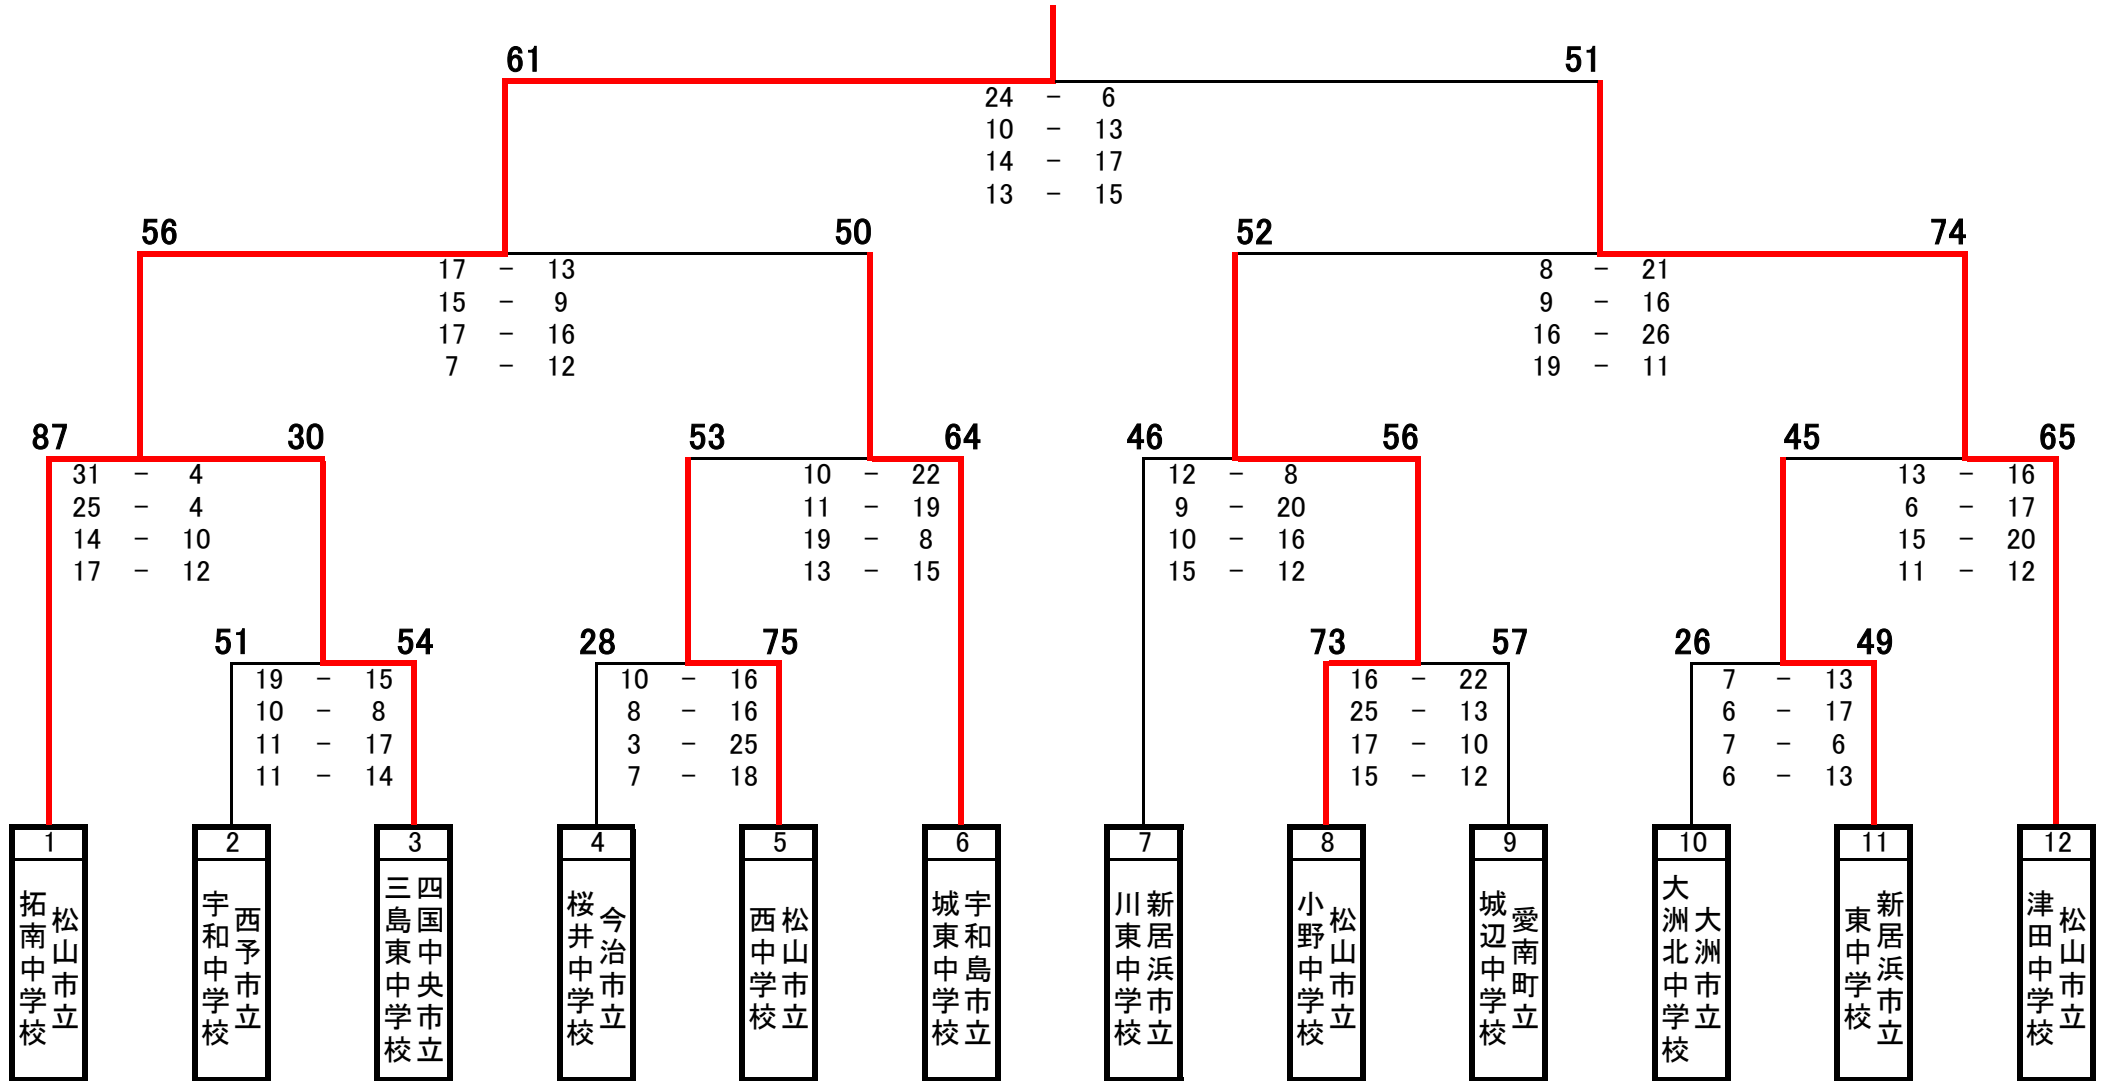 61 51
24 － 6
10 － 13
14 － 17
13 － 15
56 50 52 74
17 － 13 8 － 21
15 － 9 9 － 16
17 － 16 16 － 26
7 － 12 19 － 11
87 30 53 64 46 56 45 65
31 － 4 10 － 22 12 － 8 13 － 16
25 － 4 11 － 19 9 － 20 6 － 17
14 － 10 19 － 8 10 － 16 15 － 20
17 － 12 13 － 15 15 － 12 11 － 12
51 54 28 75 73 57 26 49
19 － 15 10 － 16 16 － 22 7 － 13
10 － 8 8 － 16 25 － 13 6 － 17
11 － 17 3 － 25 17 － 10 7 － 6
11 － 14 7 － 18 15 － 12 6 － 13
1
松山市立
拓南中学校
2
西予市立
宇和中学校
3
四国中央市立
三島東中学校
4
今治市立
桜井中学校
5
松山市立
西中学校
6
宇和島市立
城東中学校
7
新居浜市立
川東中学校
8
松山市立
小野中学校
9
愛南町立
城辺中学校
10
大洲市立
大洲北中学校
11
新居浜市立
東中学校
12
松山市立
津田中学校